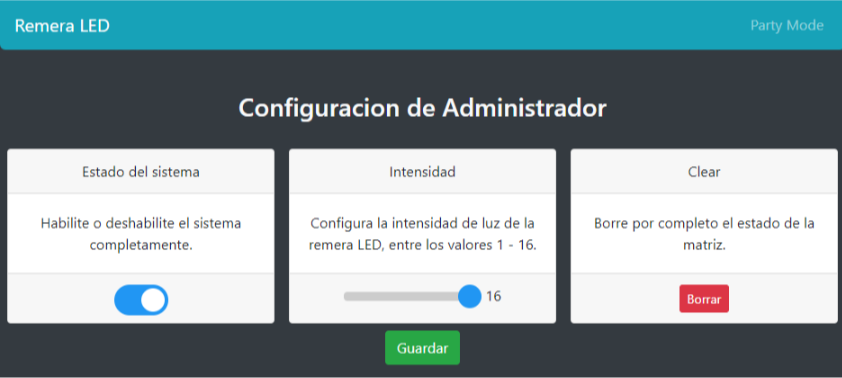 Remera LED
Party Mode
Configuracion de Administrador
Estado del sistema
Habilite o deshabilite el sistema
completamente.
Intensidad
Configura la intensidad de luz de la
remera LED, entre los valores 1 - 16.
16
Clear
Borre por completo el estado de la
matriz.
Borrar
Guardar